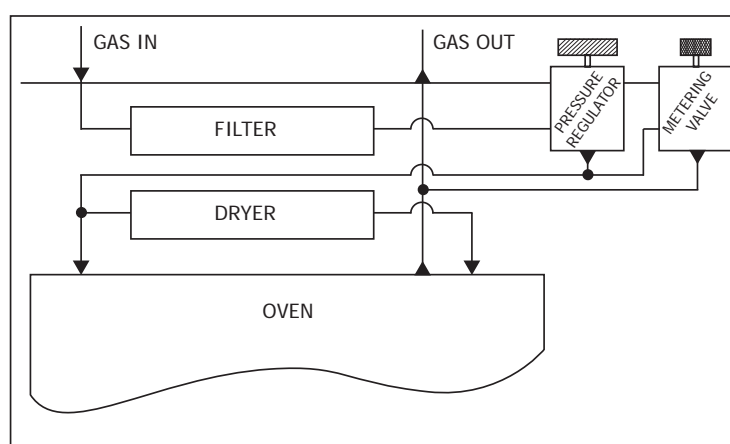 GAS IN
GAS OUT
PRESSURE
REGULATOR
METERING
VALVE
FILTER
DRYER
OVEN